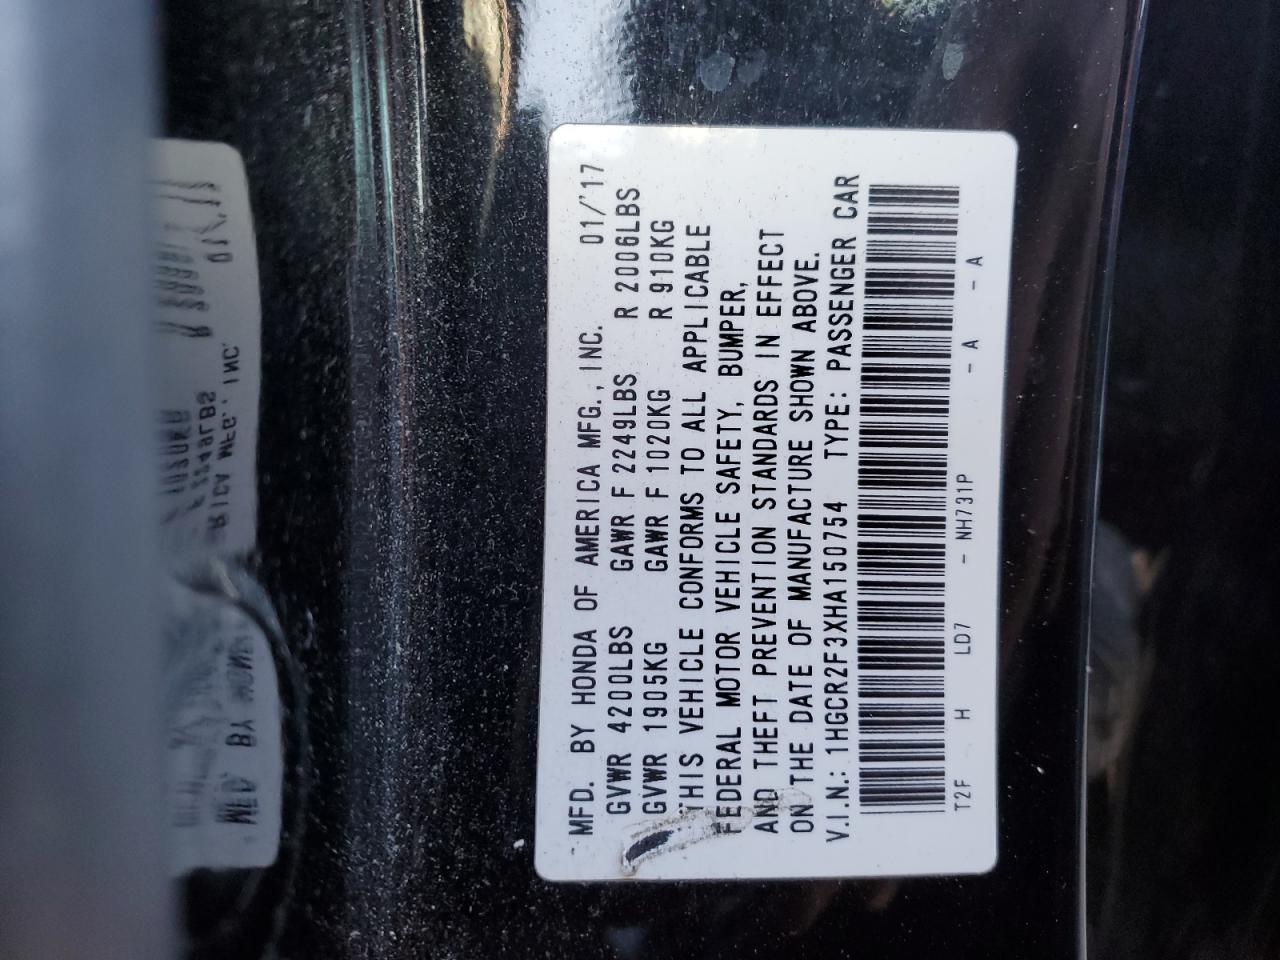 MFD. BY HONDA OF AMERICA MFG., INC. 01/'17
GVWR 4200LBS GAWR F 2249LBS R 2006LBS
GVWR 1905KG GAWR F 1020KG R 910KG
THIS VEHICLE CONFORMS TO ALL APPLICABLE
FEDERAL MOTOR VEHICLE SAFETY, BUMPER,
AND THEFT PREVENTION STANDARDS IN EFFECT
ON THE DATE OF MANUFACTURE SHOWN ABOVE.
V.I.N.: 1HGCR2F3XHA150754 TYPE: PASSENGER CAR
T2F H LD7 - NH731P - A - A